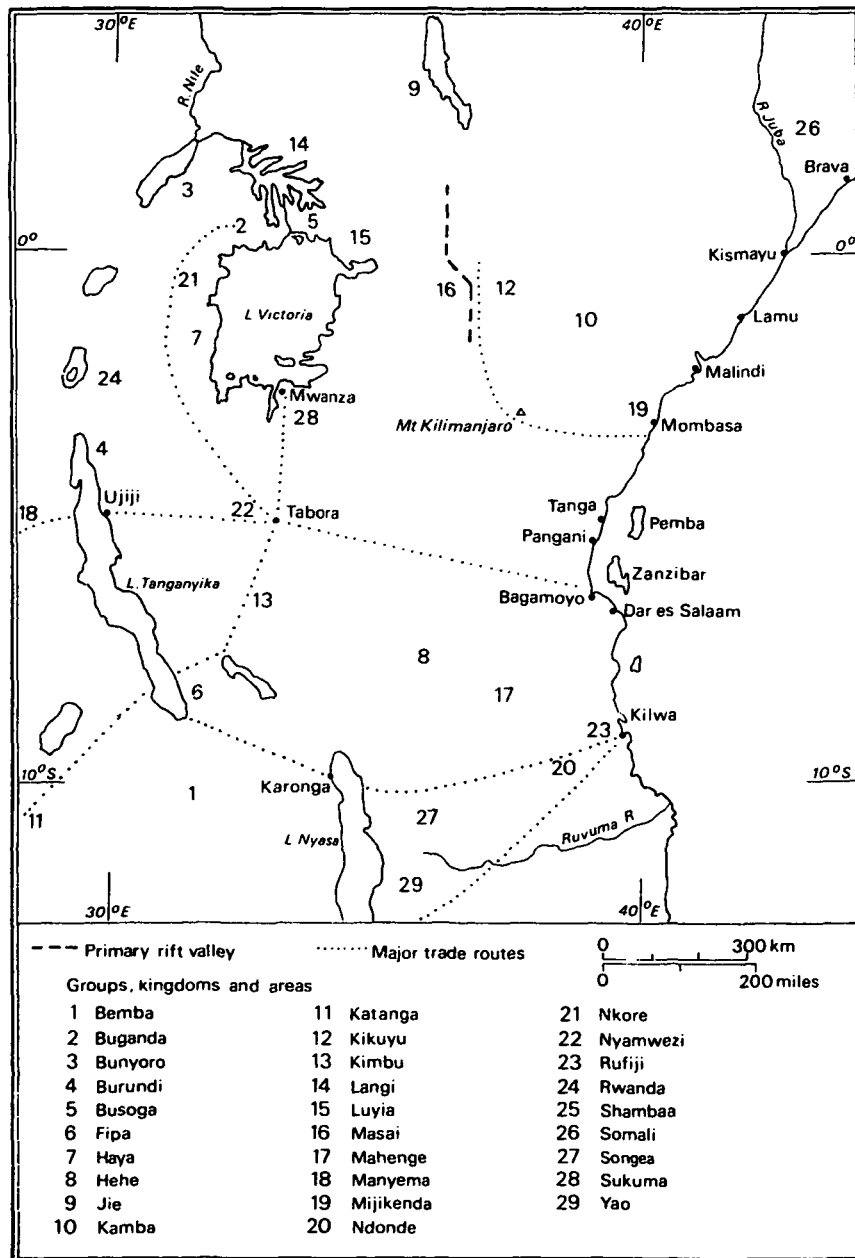 30°E
40°E
R. Nile
9
R Juba
26
14
Brava
3
2
5
15
0°
0°
Kismayu
21
16
12
L Victoria
10
Lamu
7
24
Malindi
Mwanza
28
19
Mt Kilimanjaro
Mombasa
4
Ujiji
18
22
Tabora
Tanga
Pemba
Pangani
L. Tanganyika
Zanzibar
13
Bagamoyo
Dar es Salaam
8
6
17
Kilwa
23
10°S
20
10°S
Karonga
1
11
27
L Nyasa
Ruvuma R
29
30°E
40°E
Primary rift valley
Major trade routes
0 300 km
0 200 miles
Groups, kingdoms and areas
1 Bemba
2 Buganda
3 Bunyoro
4 Burundi
5 Busoga
6 Fipa
7 Haya
8 Hehe
9 Jie
10 Kamba
11 Katanga
12 Kikuyu
13 Kimbu
14 Langi
15 Luyia
16 Masai
17 Mahenge
18 Manyema
19 Mijikenda
20 Ndonde
21 Nkore
22 Nyamwezi
23 Rufiji
24 Rwanda
25 Shambaa
26 Somali
27 Songea
28 Sukuma
29 Yao